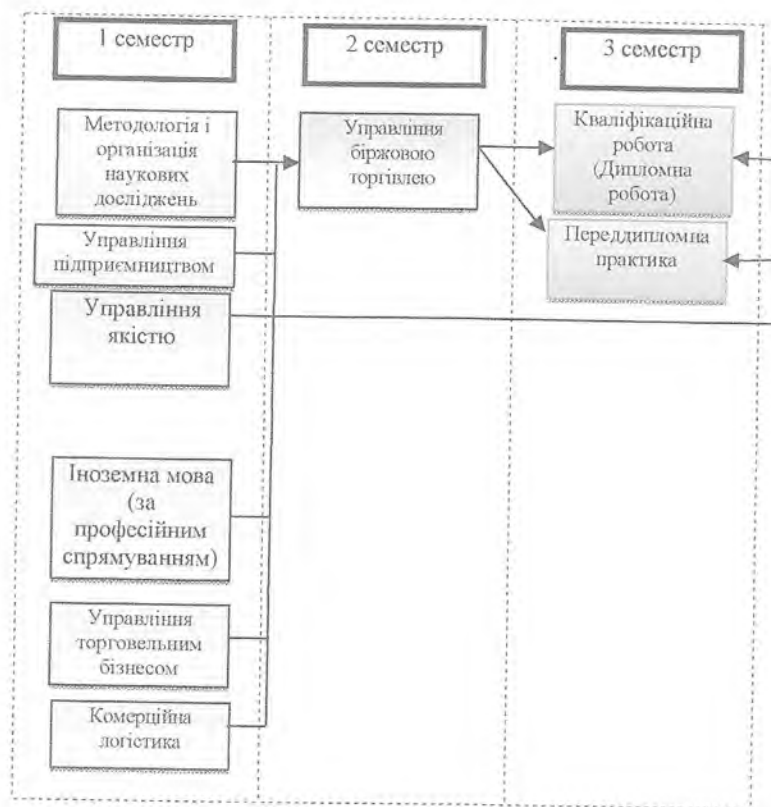 1 семестр
2 семестр
3 семестр
Методологія і
організація
наукових
досліджень
Управління
біржовою
торгівлею
Кваліфікаційна
робота
(Дипломна
робота)
Управління
підприємництвом
Переддипломна
практика
Управління
якістю
Іноземна мова
(за
професійним
спрямуванням)
Управління
торговельним
бізнесом
Комерційна
логістика